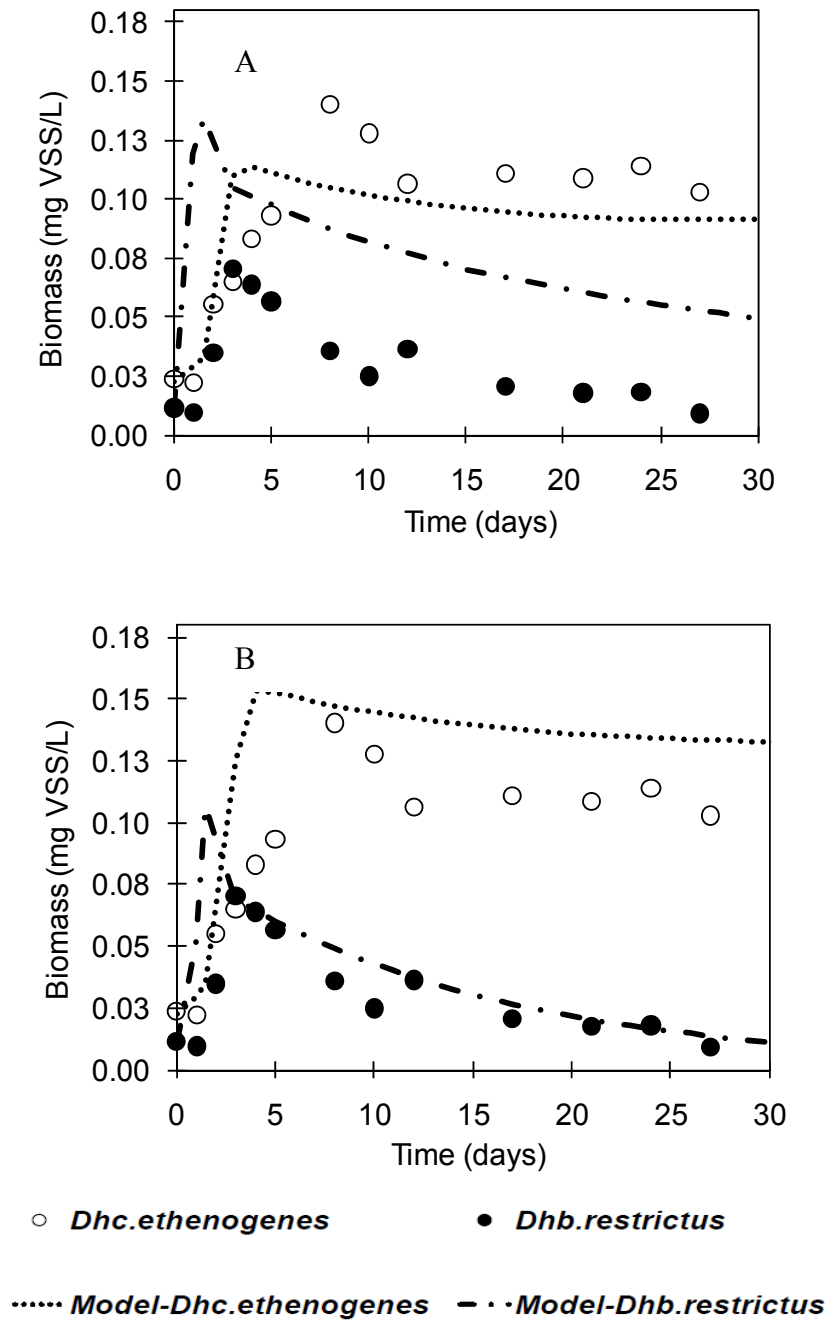 0.18
A
0.15
0.13
0.10
0.08
0.05
0.03
0.00
Biomass (mg VSS/L)
0 5 10 15 20 25 30
Time (days)
0.18
B
0.15
0.13
0.10
0.08
0.05
0.03
0.00
Biomass (mg VSS/L)
0 5 10 15 20 25 30
Time (days)
Dhc.ethenogenes Dhb.restrictus
Model-Dhc.ethenogenes Model-Dhb.restrictus